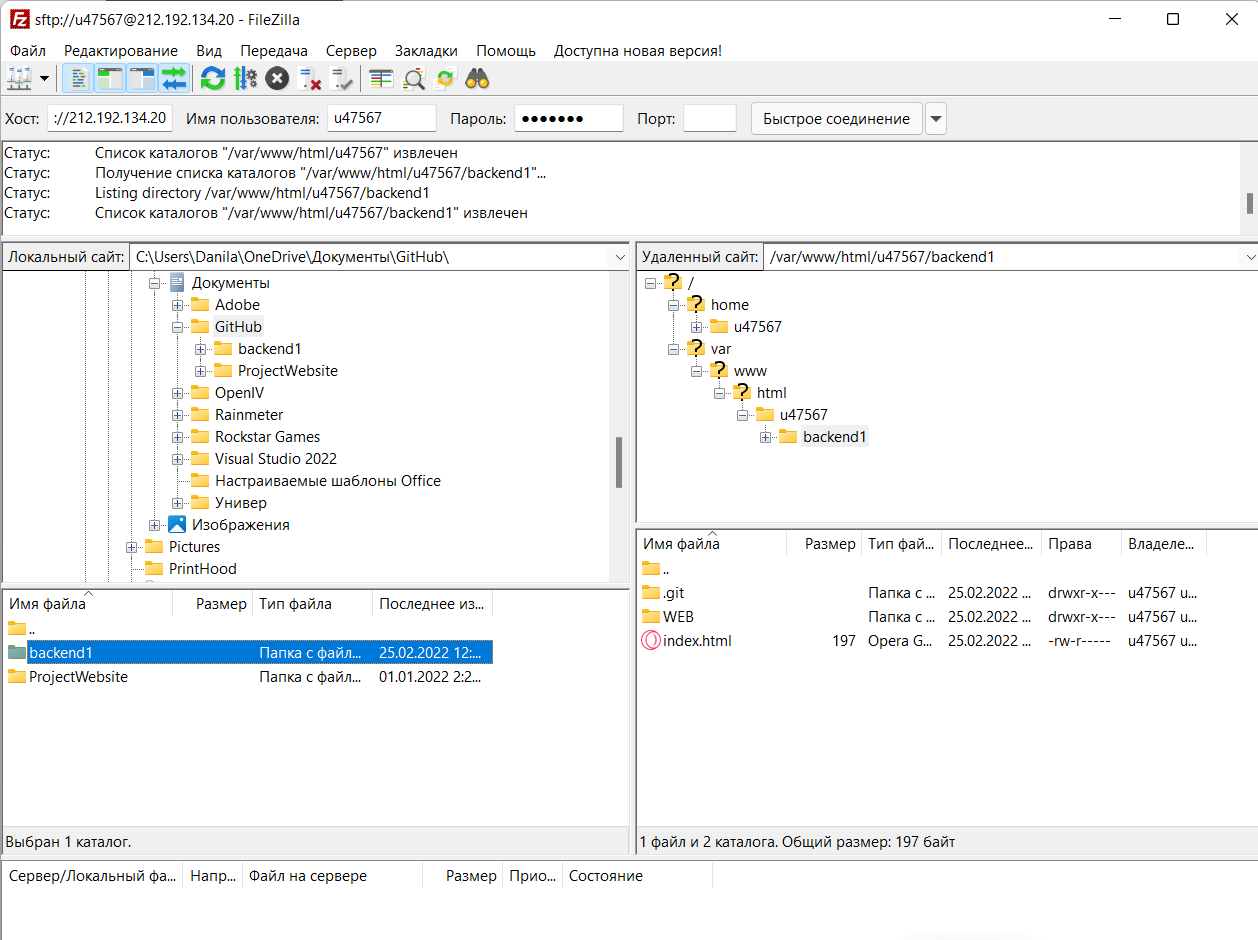 sftp://u47567@212.192.134.20 - FileZilla
Файл Редактирование Вид Передача Сервер Закладки Помощь Доступна новая версия!
Хост: ://212.192.134.20 Имя пользователя: u47567 Пароль: ●●●●●●● Порт: Быстрое соединение
Статус: Список каталогов "/var/www/html/u47567" извлечен
Статус: Получение списка каталогов "/var/www/html/u47567/backend1"...
Статус: Listing directory /var/www/html/u47567/backend1
Статус: Список каталогов "/var/www/html/u47567/backend1" извлечен
Локальный сайт: C:\Users\Danila\OneDrive\Документы\GitHub\
Документы
Adobe
GitHub
backend1
ProjectWebsite
OpenIV
Rainmeter
Rockstar Games
Visual Studio 2022
Настраиваемые шаблоны Office
Универ
Изображения
Pictures
PrintHood
Имя файла Размер Тип файла Последнее из...
..
backend1 Папка с файл... 25.02.2022 12:...
ProjectWebsite Папка с файл... 01.01.2022 2:2...
Выбран 1 каталог.
Удаленный сайт: /var/www/html/u47567/backend1
/
home
u47567
var
www
html
u47567
backend1
Имя файла Размер Тип фай... Последнее... Права Владеле...
..
.git Папка с ... 25.02.2022 ... drwxr-x--- u47567 u...
WEB Папка с ... 25.02.2022 ... drwxr-x--- u47567 u...
index.html 197 Opera G... 25.02.2022 ... -rw-r----- u47567 u...
1 файл и 2 каталога. Общий размер: 197 байт
Сервер/Локальный фа... Напр... Файл на сервере Размер Прио... Состояние